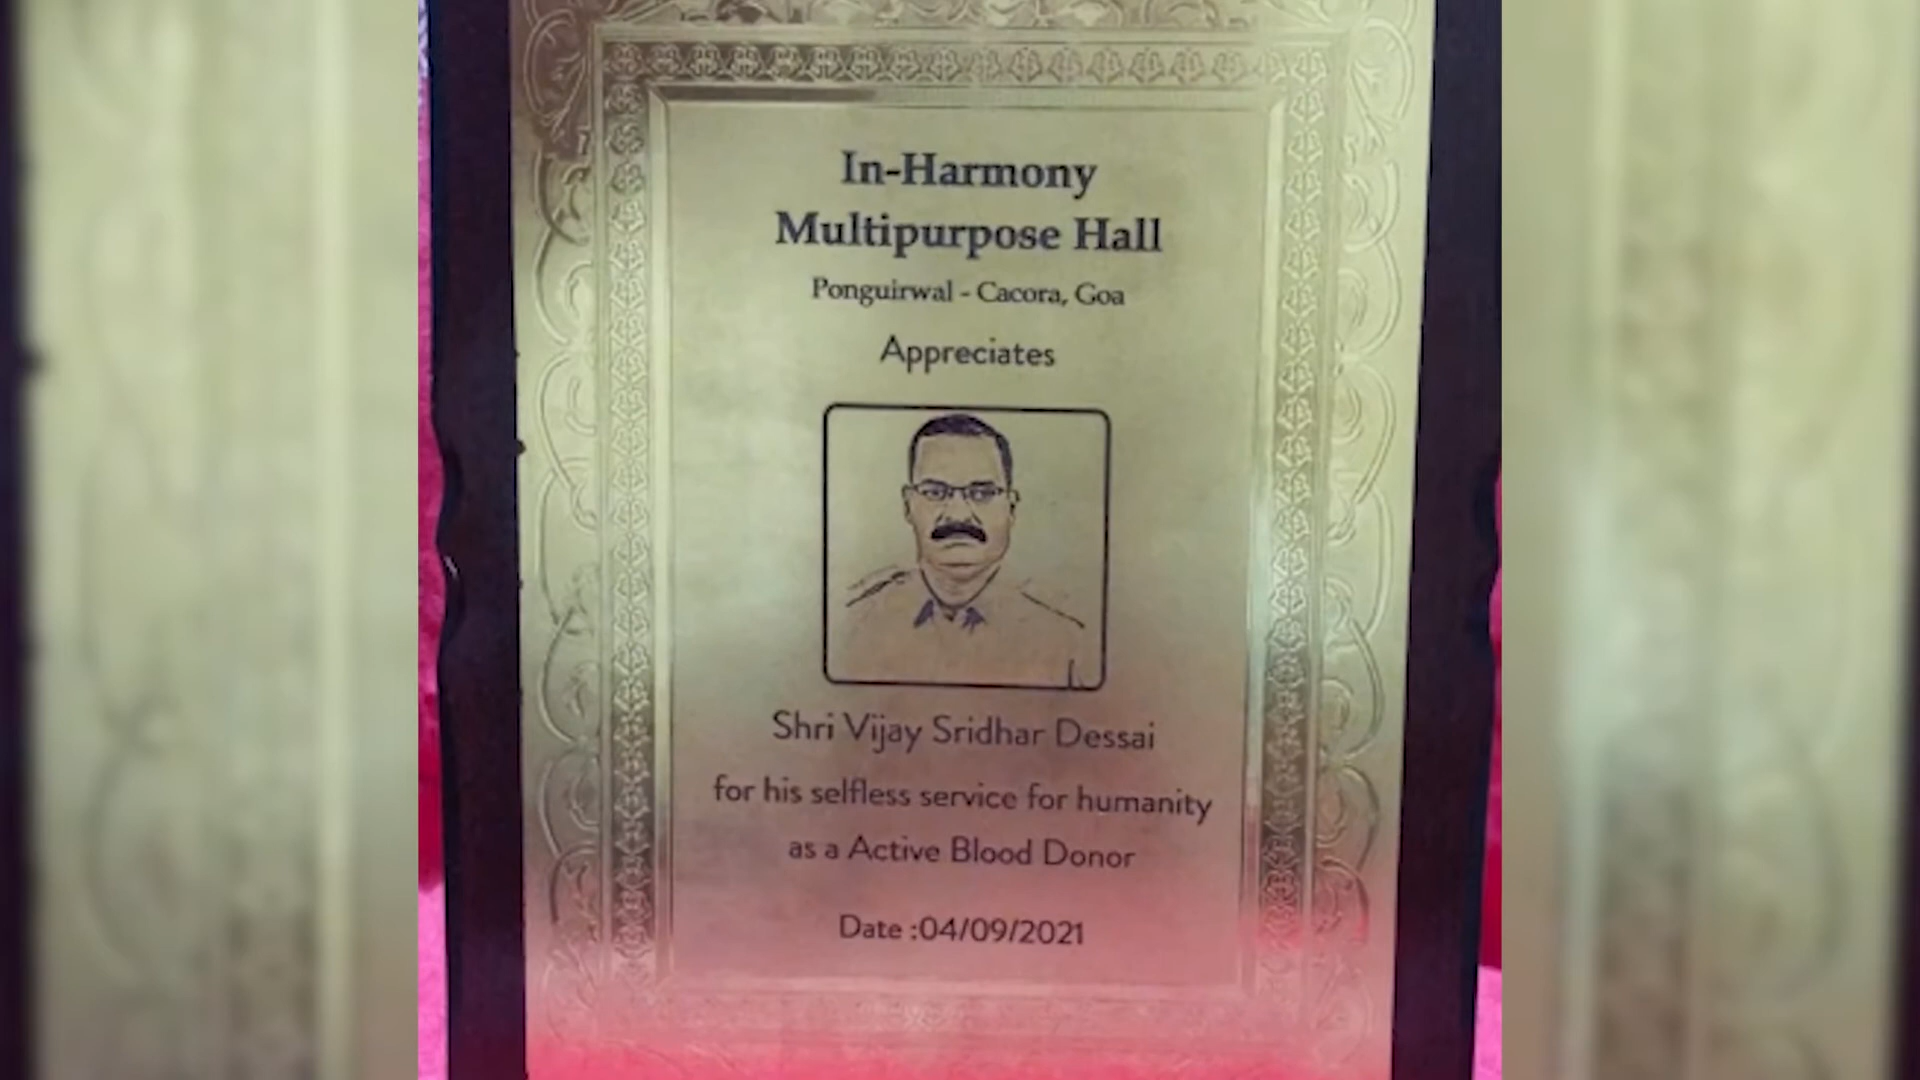 In-Harmony
Multipurpose Hall
Ponguirwal - Cacora, Goa
Appreciates
Shri Vijay Sridhar Dessai
for his selfless service for humanity
as a Active Blood Donor
Date :04/09/2021